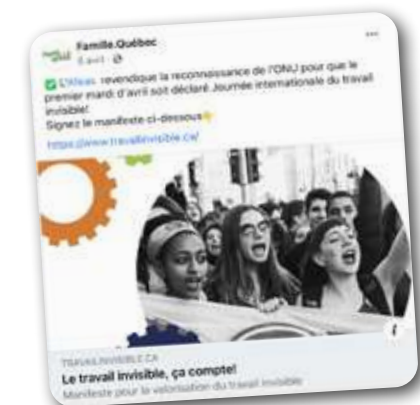 Famille.Québec
5 avril
L'Afeas revendique la reconnaissance de l'ONU pour que le
premier mardi d'avril soit déclaré Journée internationale du travail
invisible!
Signez le manifeste ci-dessous
https://www.travailinvisible.ca/
TRAVAILINVISIBLE.CA
Le travail invisible, ça compte!
Manifeste pour la valorisation du travail invisible